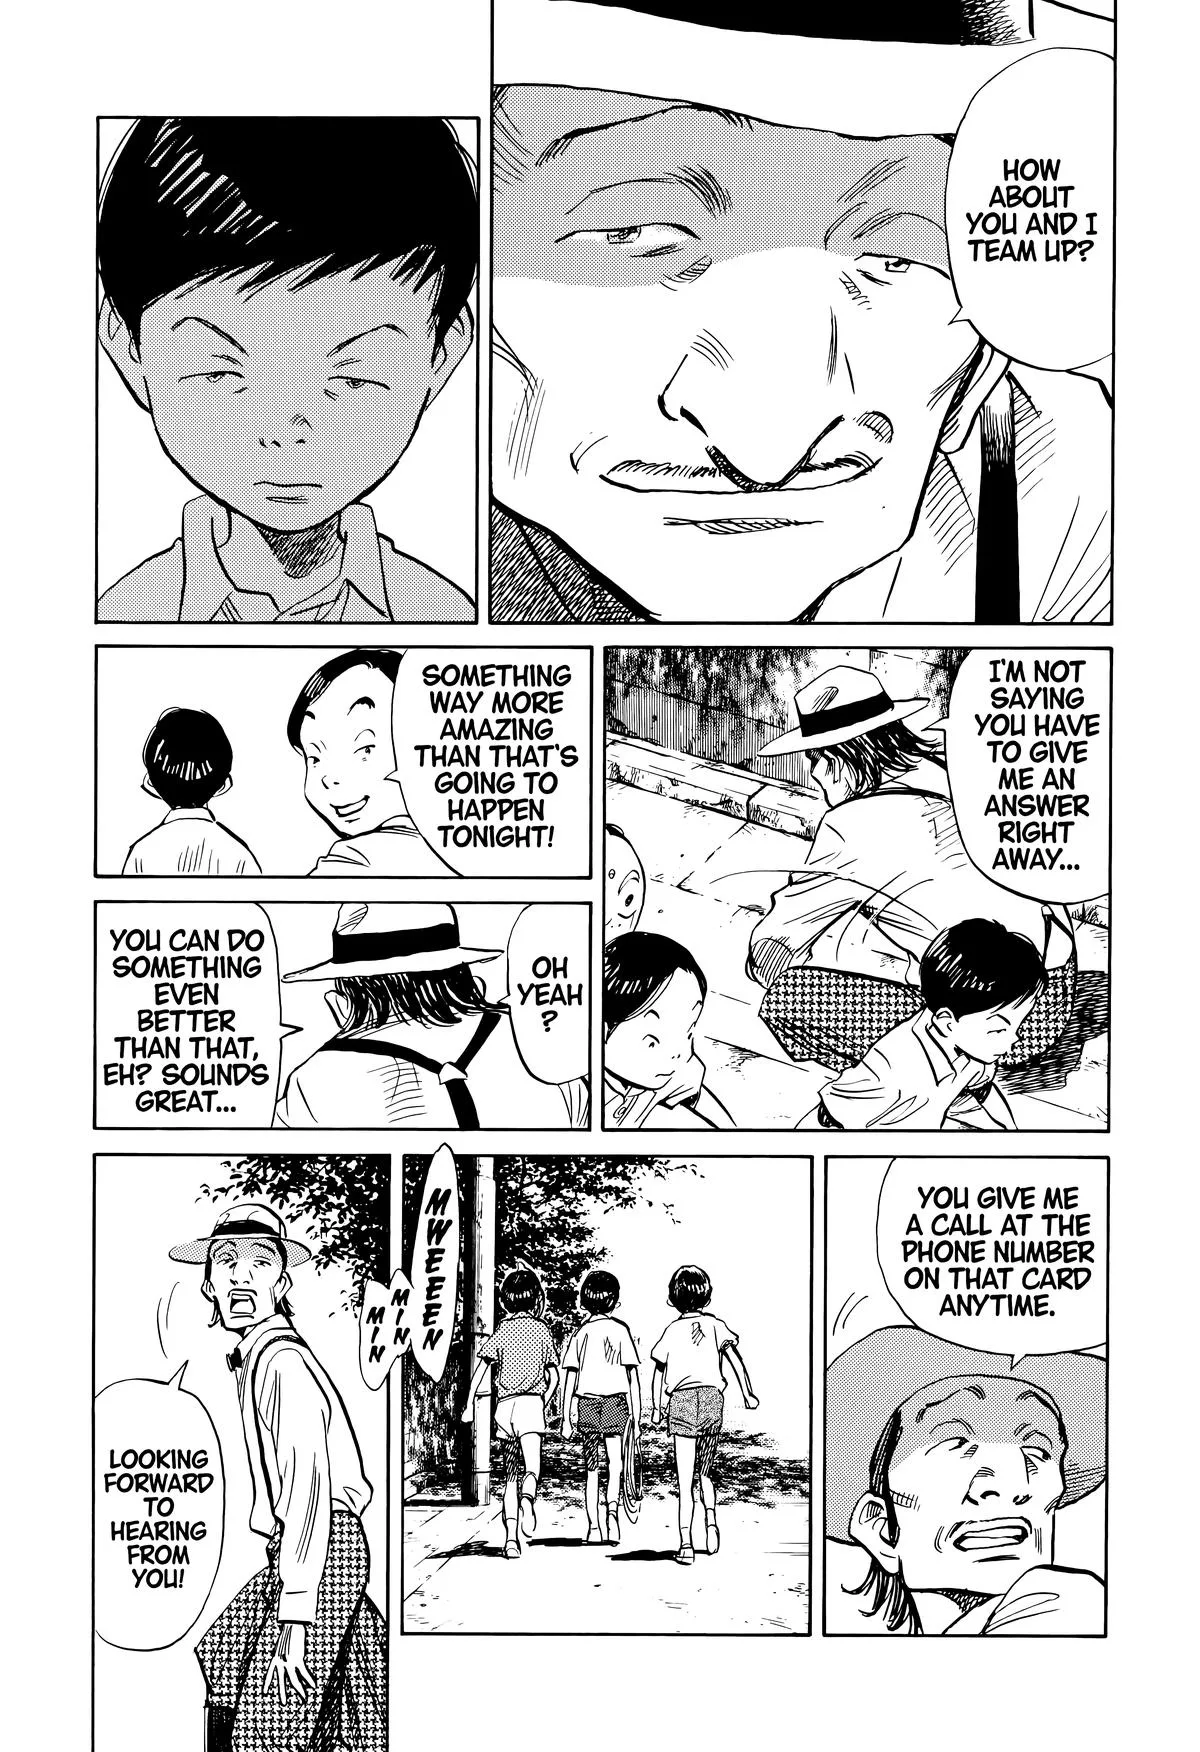 HOW
ABOUT
YOU AND I
TEAM UP?
I'M NOT
SAYING
YOU HAVE
TO GIVE
ME AN
ANSWER
RIGHT
AWAY...
SOMETHING
WAY MORE
AMAZING
THAN THAT'S
GOING TO
HAPPEN
TONIGHT!
OH
YEAH
?
YOU CAN DO
SOMETHING
EVEN
BETTER
THAN THAT,
EH? SOUNDS
GREAT...
YOU GIVE ME
A CALL AT THE
PHONE NUMBER
ON THAT CARD
ANYTIME.
MWEEEN
MIN
MIN
LOOKING
FORWARD
TO
HEARING
FROM
YOU!